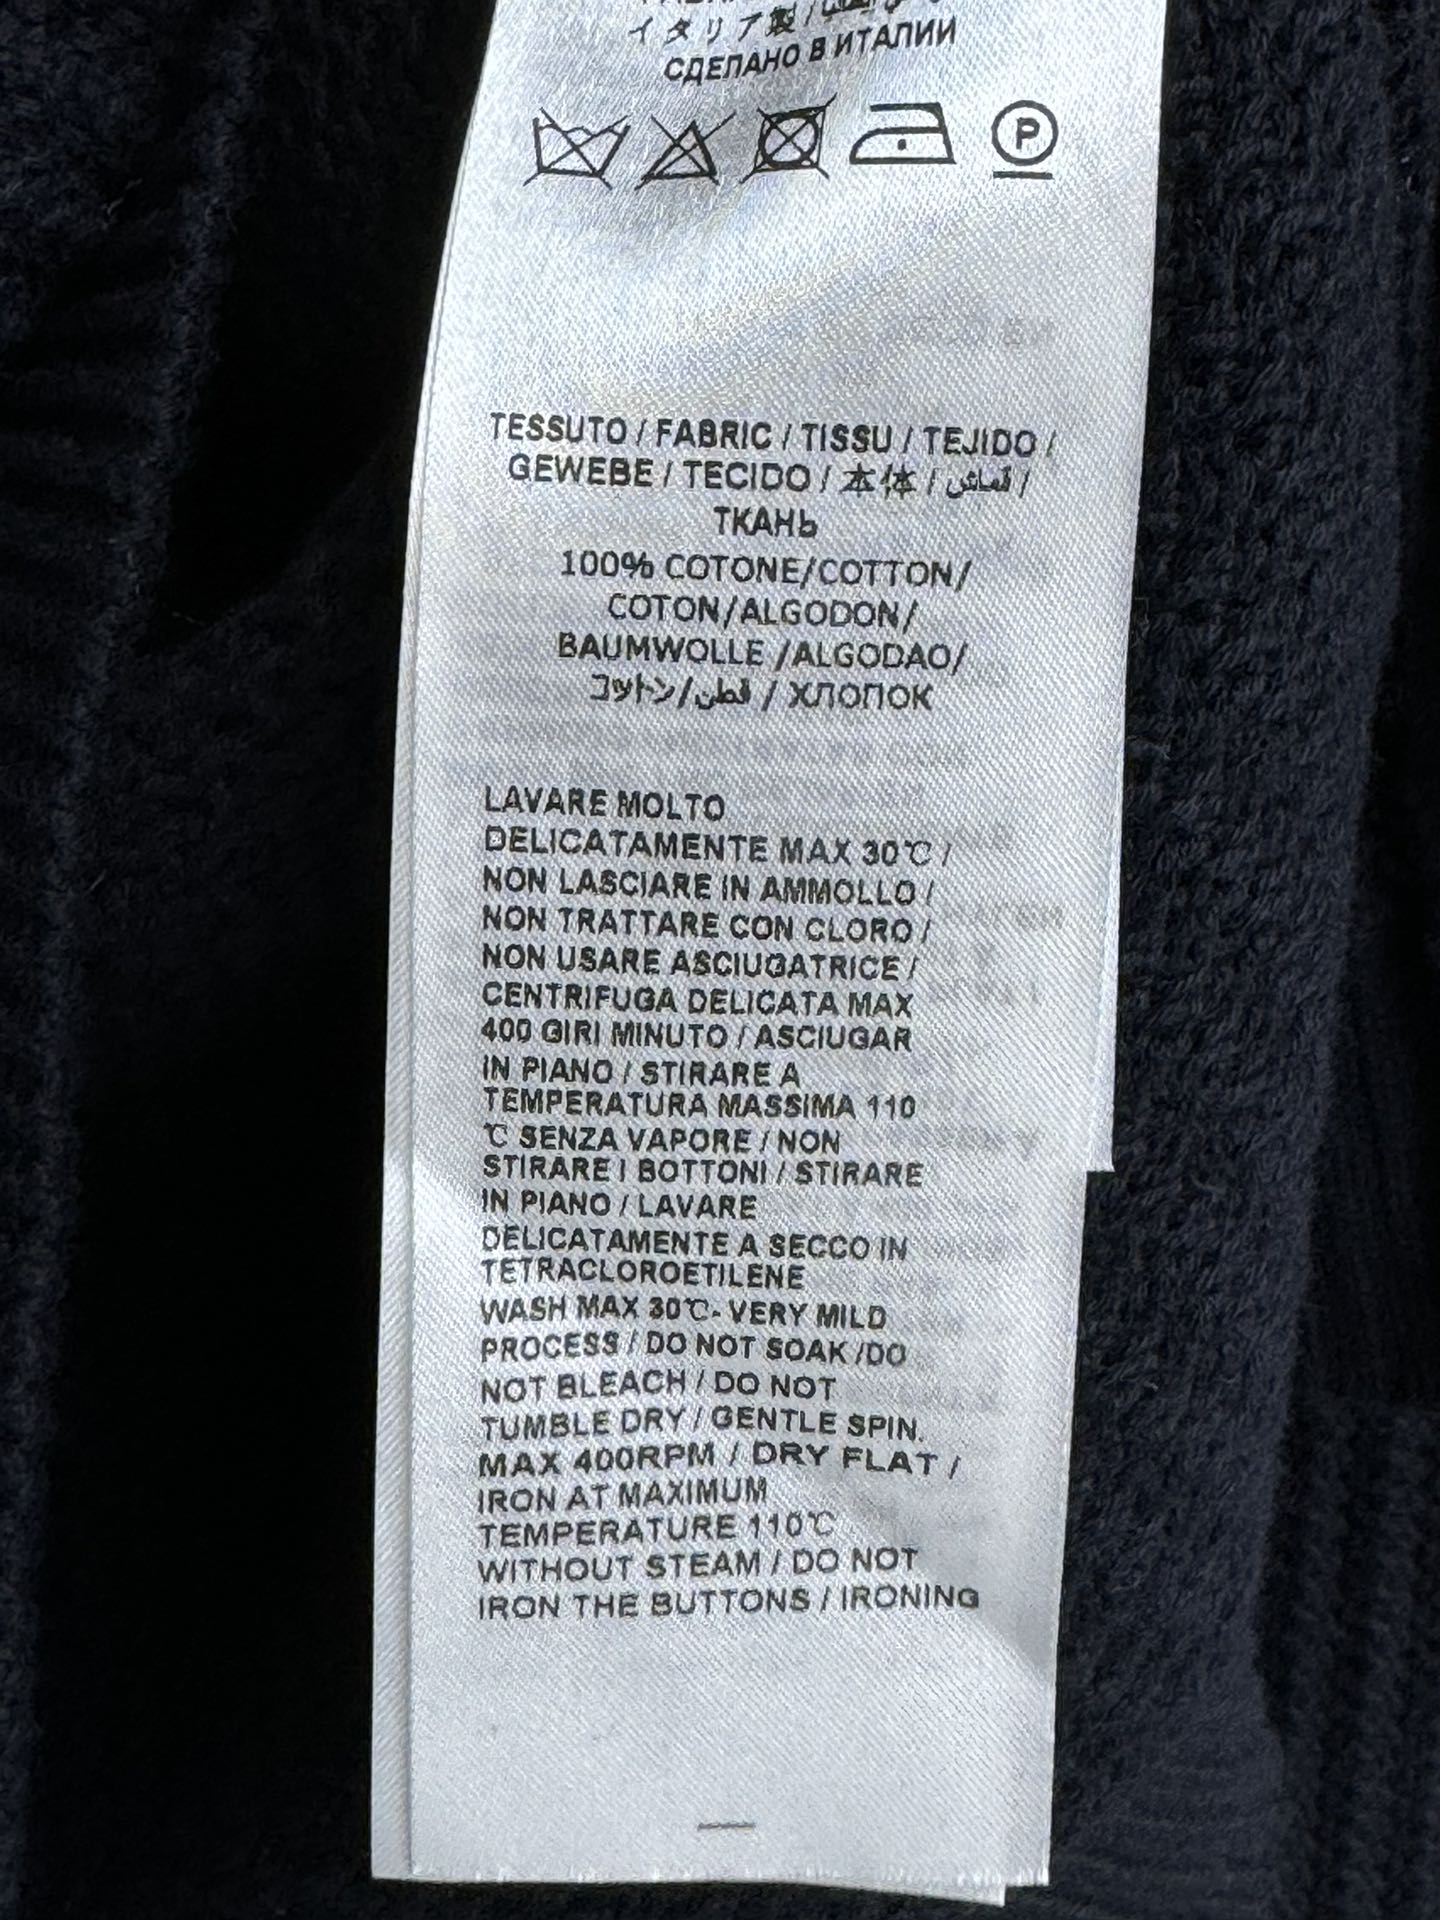 イタリア製 /
СДЕЛАНО В ИТАЛИИ
P
TESSUTO / FABRIC / TISSU / TEJIDO /
GEWEBE / TECIDO / 本体 / قماش /
ТКАНЬ
100% COTONE/COTTON/
COTON/ALGODON/
BAUMWOLLE /ALGODAO/
コットン/قطن / ХЛОПОК
LAVARE MOLTO
DELICATAMENTE MAX 30℃ /
NON LASCIARE IN AMMOLLO /
NON TRATTARE CON CLORO /
NON USARE ASCIUGATRICE /
CENTRIFUGA DELICATA MAX
400 GIRI MINUTO / ASCIUGAR
IN PIANO / STIRARE A
TEMPERATURA MASSIMA 110
℃ SENZA VAPORE / NON
STIRARE I BOTTONI / STIRARE
IN PIANO / LAVARE
DELICATAMENTE A SECCO IN
TETRACLOROETILENE
WASH MAX 30℃- VERY MILD
PROCESS / DO NOT SOAK /DO
NOT BLEACH / DO NOT
TUMBLE DRY / GENTLE SPIN.
MAX 400RPM / DRY FLAT /
IRON AT MAXIMUM
TEMPERATURE 110℃
WITHOUT STEAM / DO NOT
IRON THE BUTTONS / IRONING